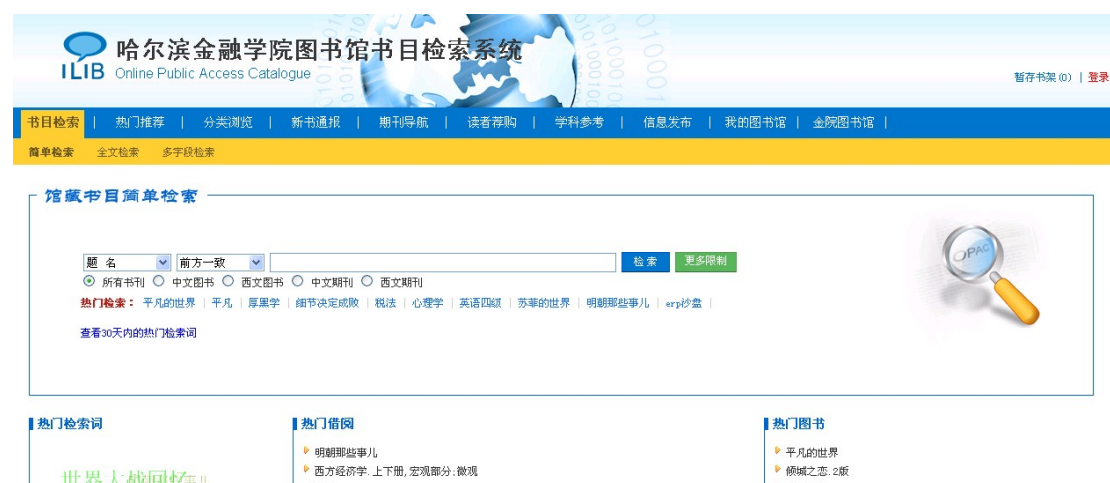 哈尔滨金融学院图书馆书目检索系统
ILIB Online Public Access Catalogue
暂存书架(0) | 登录
书目检索 | 热门推荐 | 分类浏览 | 新书通报 | 期刊导航 | 读者荐购 | 学科参考 | 信息发布 | 我的图书馆 | 金院图书馆 |
简单检索 全文检索 多字段检索
馆藏书目简单检索
题 名 前方一致 检 索 更多限制
所有书刊 中文图书 西文图书 中文期刊 西文期刊
热门检索： 平凡的世界 | 平凡 | 厚黑学 | 细节决定成败 | 税法 | 心理学 | 英语四级 | 苏菲的世界 | 明朝那些事儿 | erp沙盘 |
查看30天内的热门检索词
OPAC
热门检索词 热门借阅 热门图书
明朝那些事儿 平凡的世界
西方经济学.上下册,宏观部分:微观 倾城之恋.2版
世界大战回忆